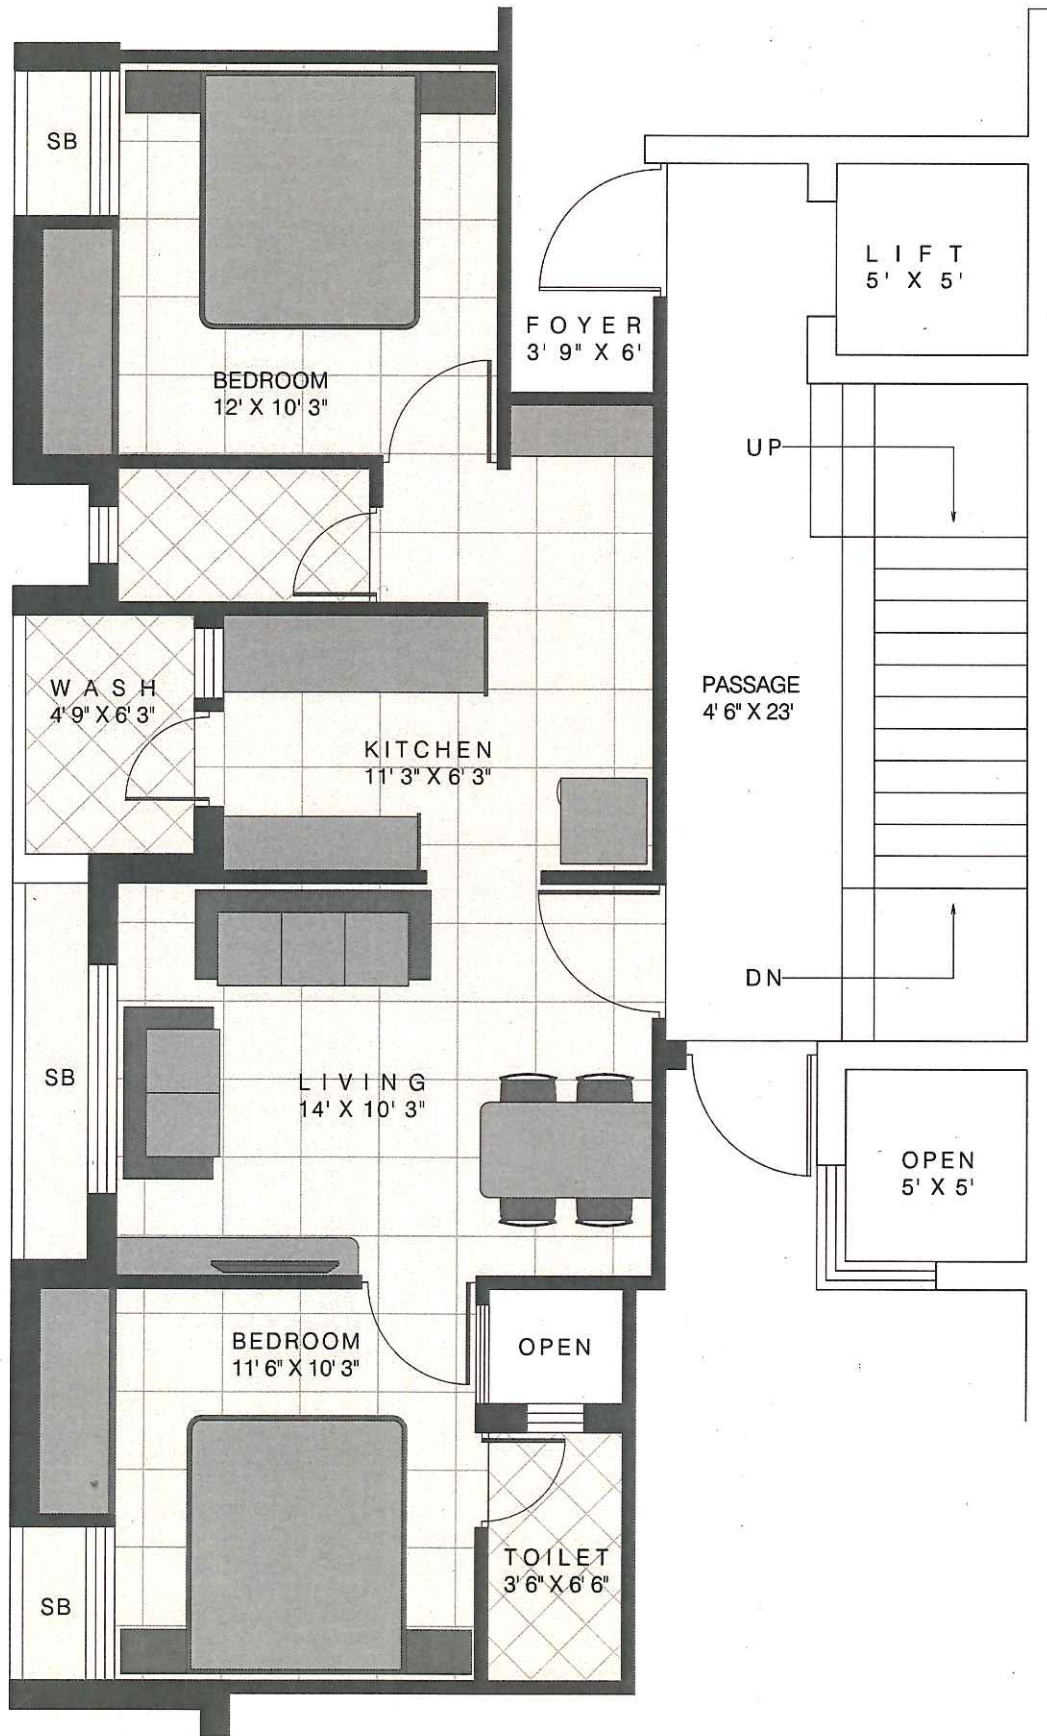 SB
LIFT
5' X 5'
FOYER
3' 9" X 6'
BEDROOM
12' X 10' 3"
UP
WASH
4' 9" X 6' 3"
PASSAGE
4' 6" X 23'
KITCHEN
11' 3" X 6' 3"
DN
SB
LIVING
14' X 10' 3"
OPEN
5' X 5'
BEDROOM
11' 6" X 10' 3"
OPEN
TOILET
3' 6" X 6' 6"
SB